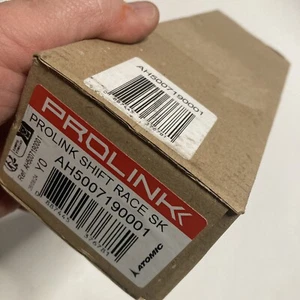 AH5007190001
PROLINK
PROLINK SHIFT RACE SK
AH5007190001
ATOMIC